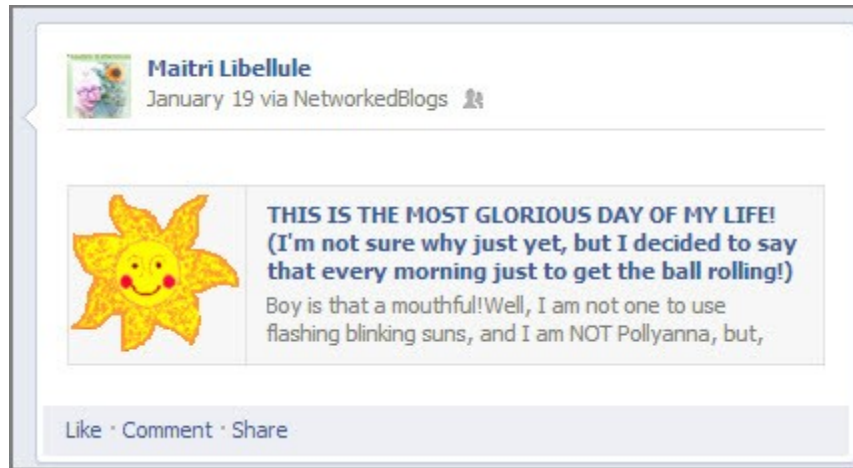 Maitri Libellule
January 19 via NetworkedBlogs
THIS IS THE MOST GLORIOUS DAY OF MY LIFE!
(I'm not sure why just yet, but I decided to say
that every morning just to get the ball rolling!)
Boy is that a mouthful!Well, I am not one to use
flashing blinking suns, and I am NOT Pollyanna, but,
Like · Comment · Share